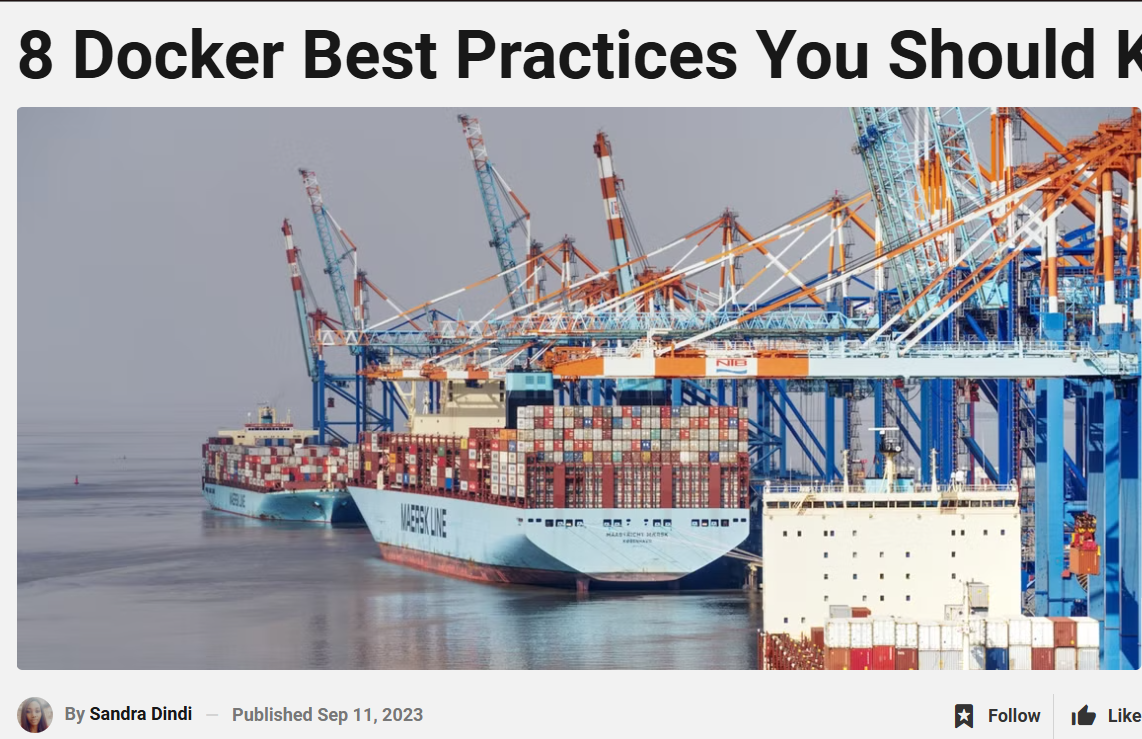 8 Docker Best Practices You Should K
NTB
MAERSK LINE
MAERSK LINE
KØBENHAVN
By Sandra Dindi — Published Sep 11, 2023
Follow
Like